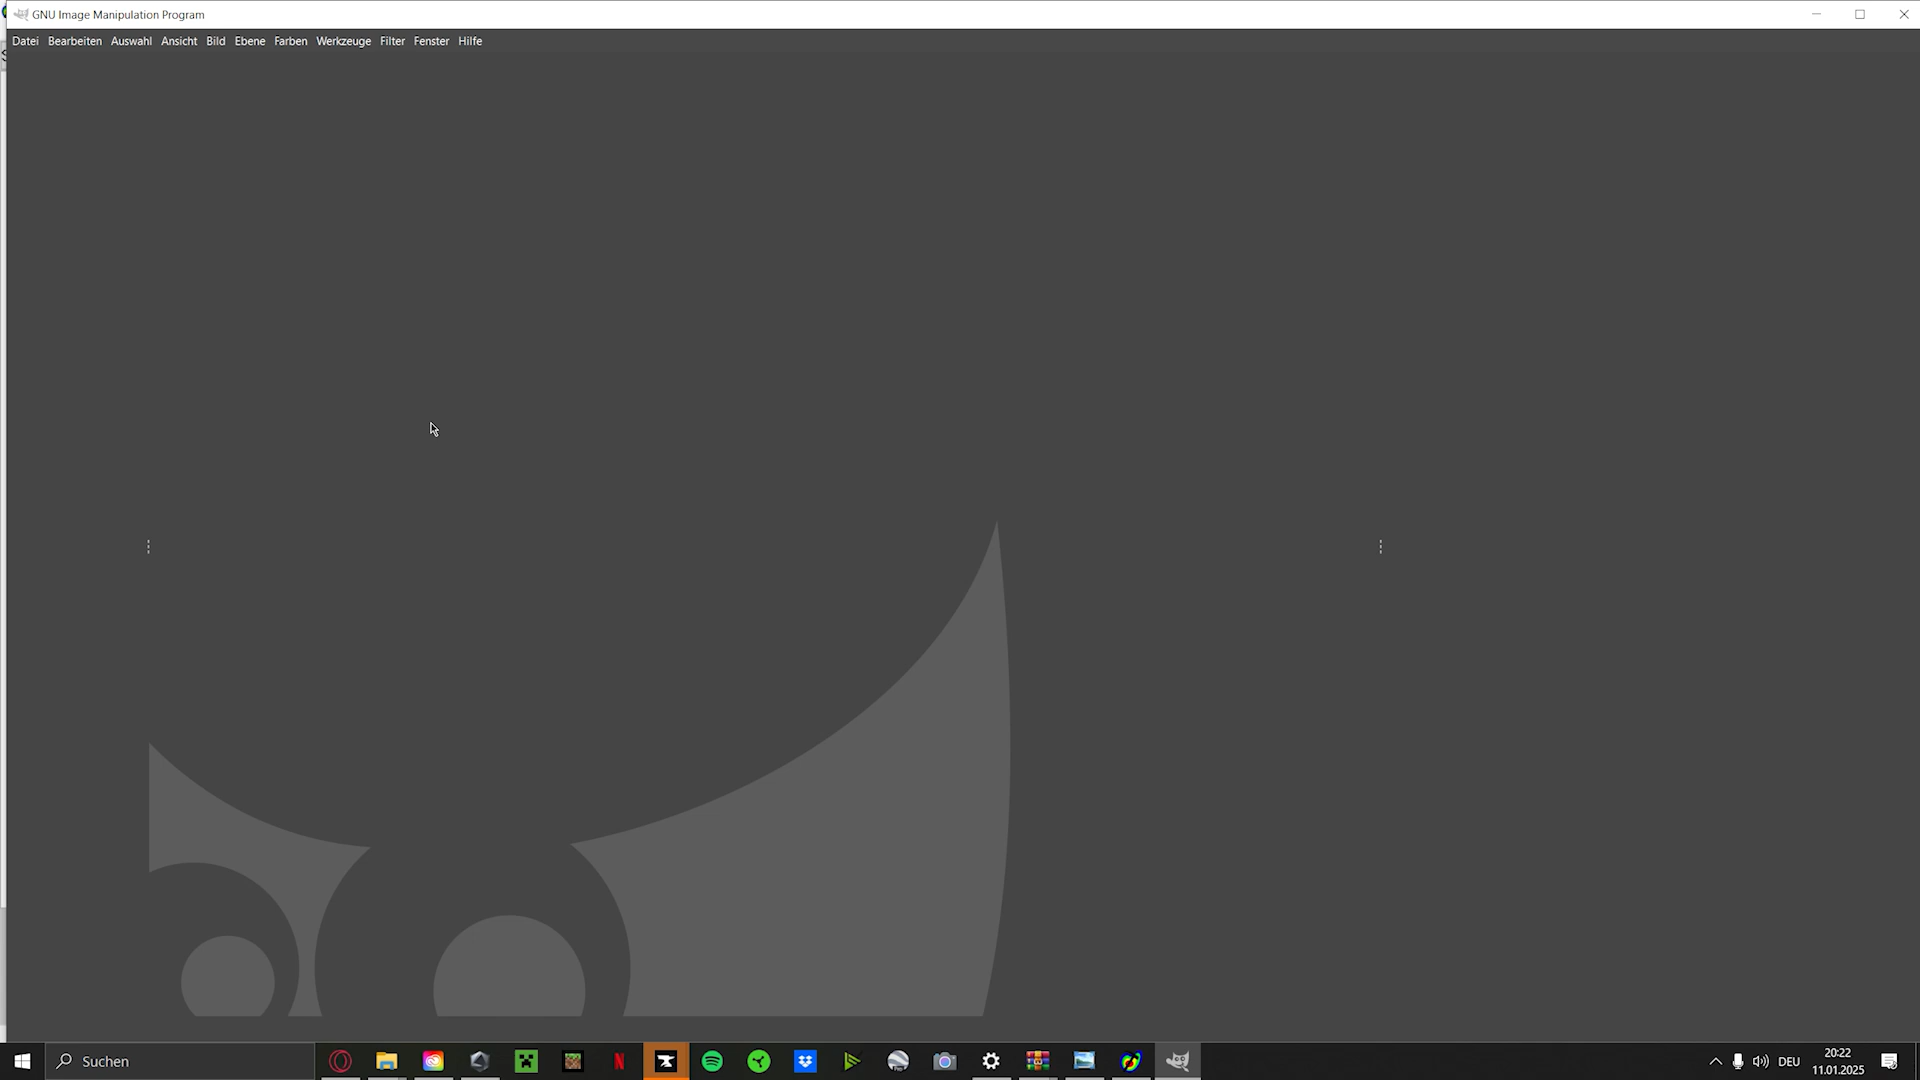 GNU Image Manipulation Program
Datei Bearbeiten Auswahl Ansicht Bild Ebene Farben Werkzeuge Filter Fenster Hilfe
Suchen
DEU
20:22
11.01.2025